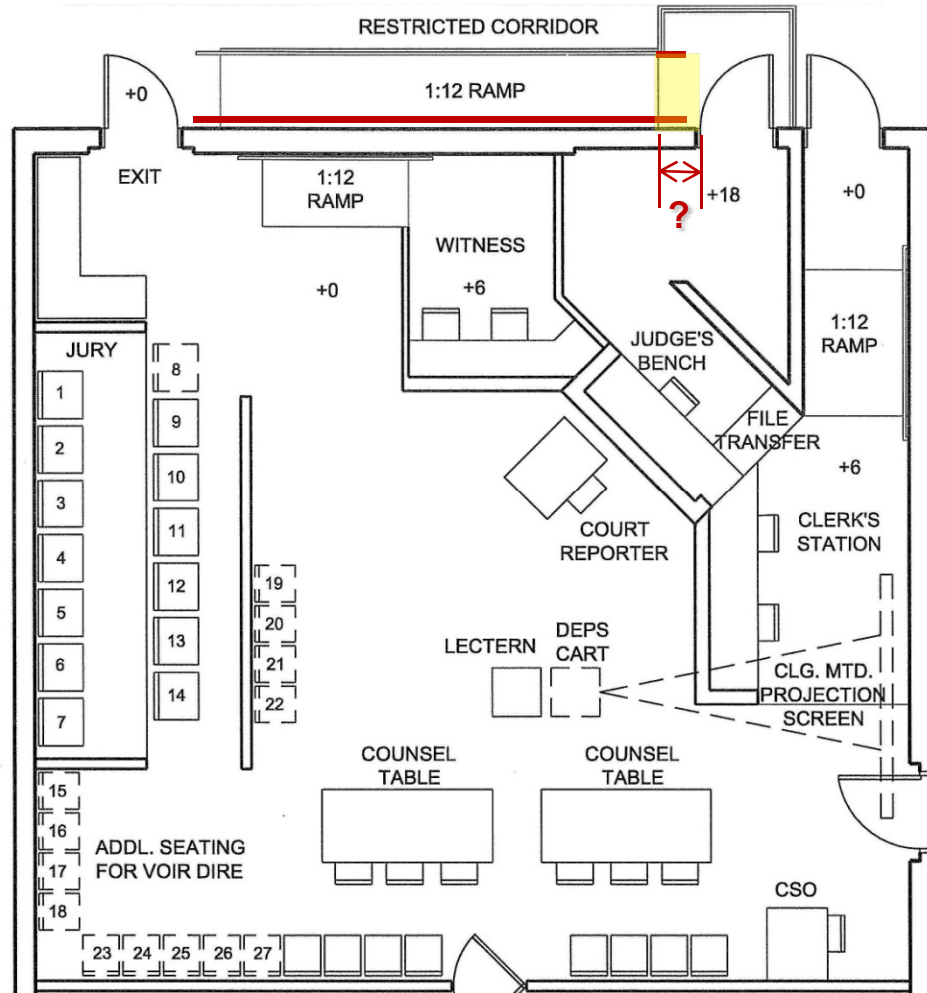 RESTRICTED CORRIDOR
1:12 RAMP
+0
EXIT
1:12
RAMP
?
+18
+0
WITNESS
+0
+6
1:12
RAMP
JURY
JUDGE'S
BENCH
8
1
9
FILE
TRANSFER
2
10
+6
3
11
COURT
REPORTER
CLERK'S
STATION
4
12
19
5
20
13
LECTERN
DEPS
CART
6
21
CLG. MTD.
PROJECTION
SCREEN
14
22
7
COUNSEL
TABLE
COUNSEL
TABLE
15
16
ADDL. SEATING
FOR VOIR DIRE
17
18
CSO
23 24 25 26 27